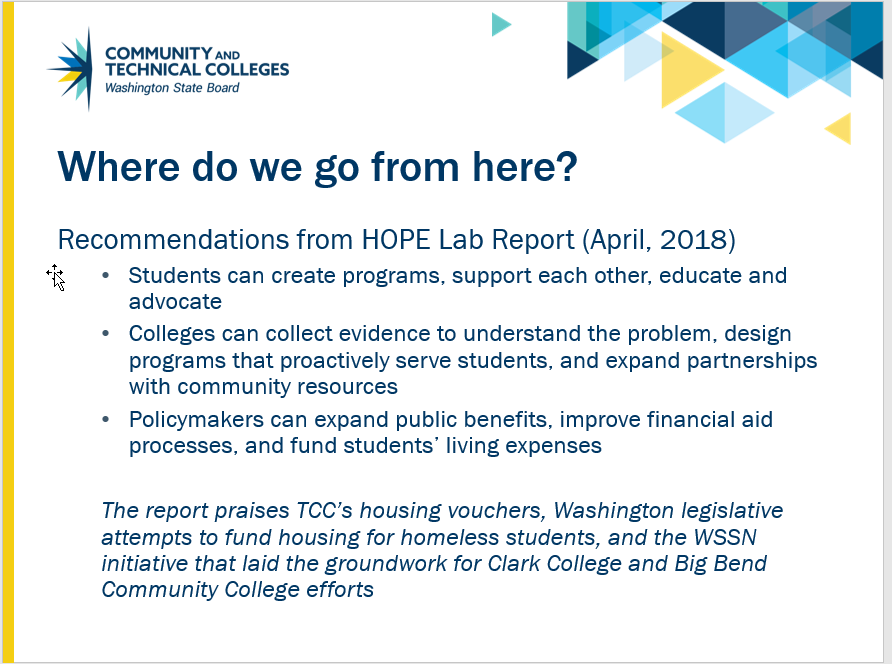 COMMUNITY AND
TECHNICAL COLLEGES
Washington State Board
Where do we go from here?
Recommendations from HOPE Lab Report (April, 2018)
• Students can create programs, support each other, educate and
advocate
• Colleges can collect evidence to understand the problem, design
programs that proactively serve students, and expand partnerships
with community resources
• Policymakers can expand public benefits, improve financial aid
processes, and fund students’ living expenses
The report praises TCC’s housing vouchers, Washington legislative
attempts to fund housing for homeless students, and the WSSN
initiative that laid the groundwork for Clark College and Big Bend
Community College efforts